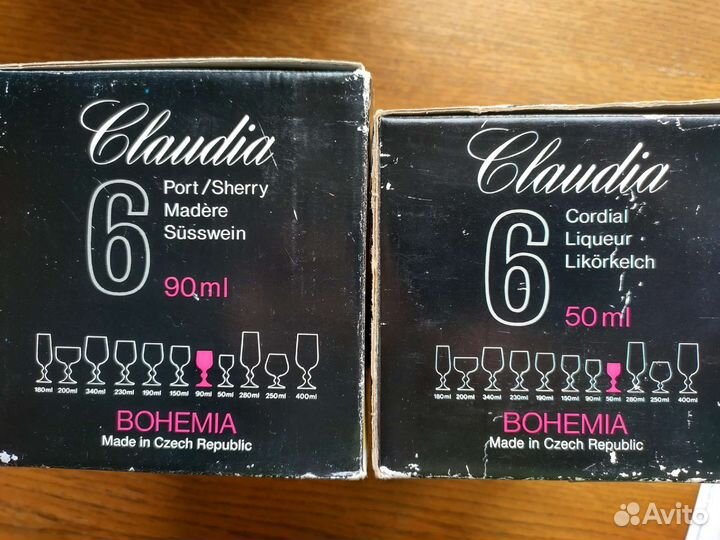 Claudia
6
Port/Sherry
Madère
Süsswein
90ml
180ml 200ml 340ml 230ml 190ml 150ml 90ml 50ml 280ml 250ml 400ml
BOHEMIA
Made in Czech Republic
Claudia
6
Cordial
Liqueur
Likörkelch
50ml
180ml 200ml 340ml 230ml 190ml 150ml 90ml 50ml 280ml 250ml 400ml
BOHEMIA
Made in Czech Republic
Avito